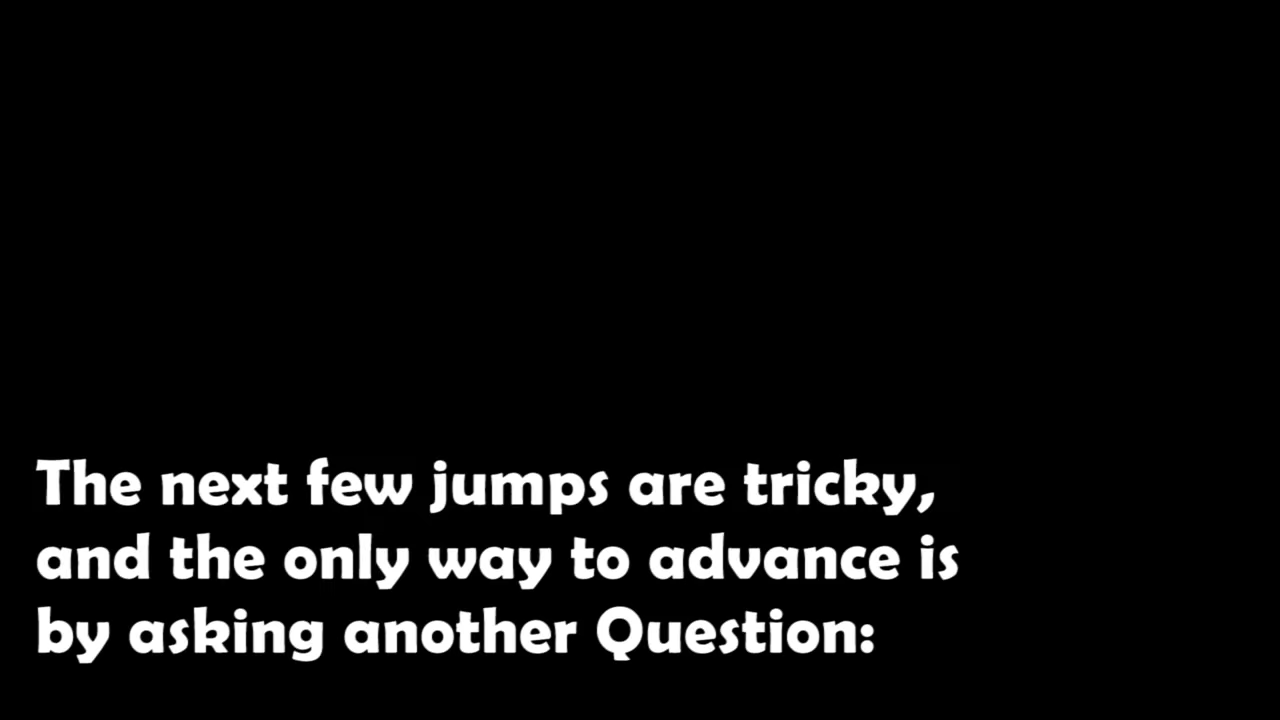 The next few jumps are tricky,
and the only way to advance is
by asking another Question: